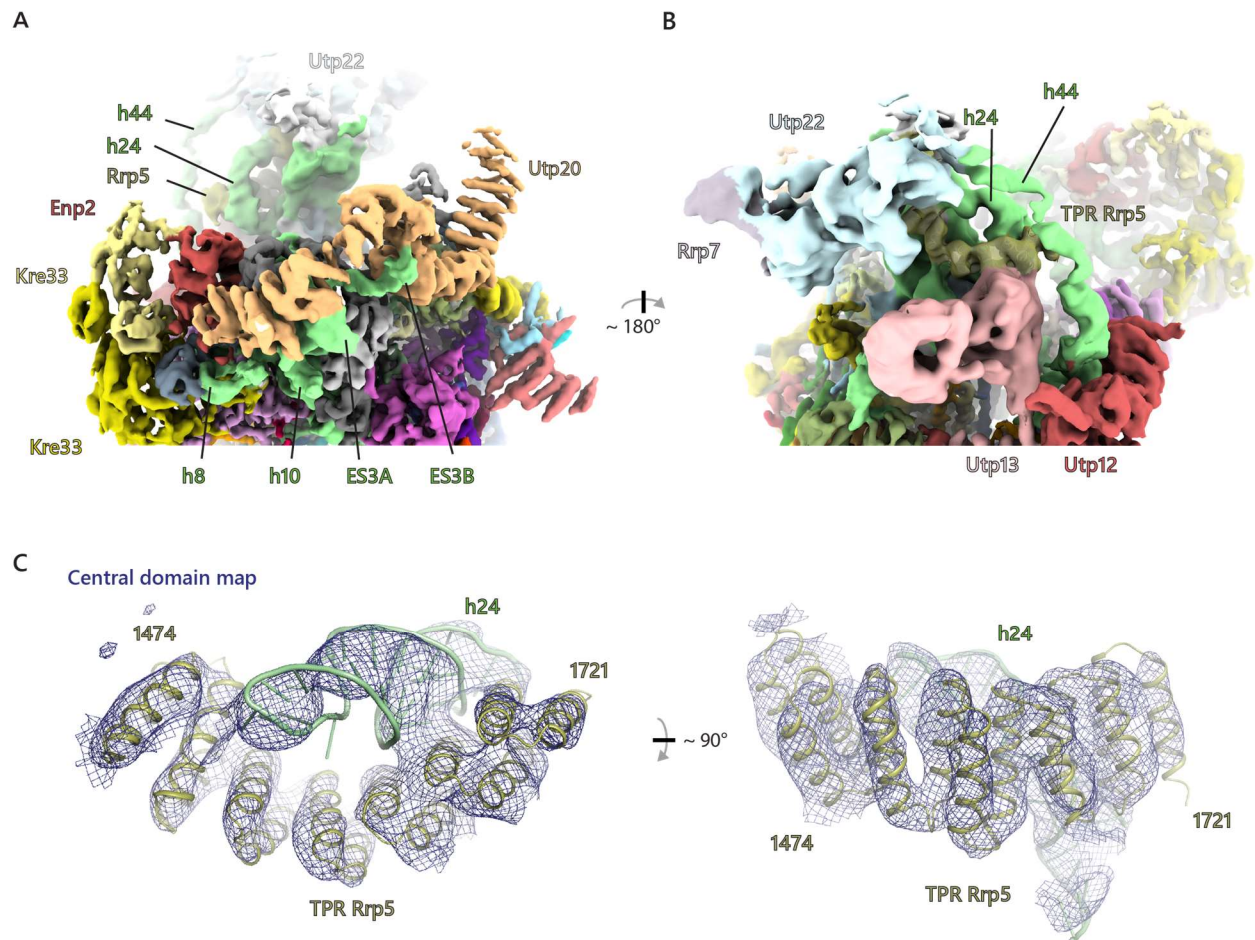 A
Utp22
h44
h24
Rrp5
Enp2
Utp20
Kre33
Kre33
h8
h10
ES3A
ES3B
~ 180°
B
h44
Utp22
h24
TPR Rrp5
Rrp7
Utp13
Utp12
C
Central domain map
h24
1474
1721
TPR Rrp5
~ 90°
h24
1474
1721
TPR Rrp5